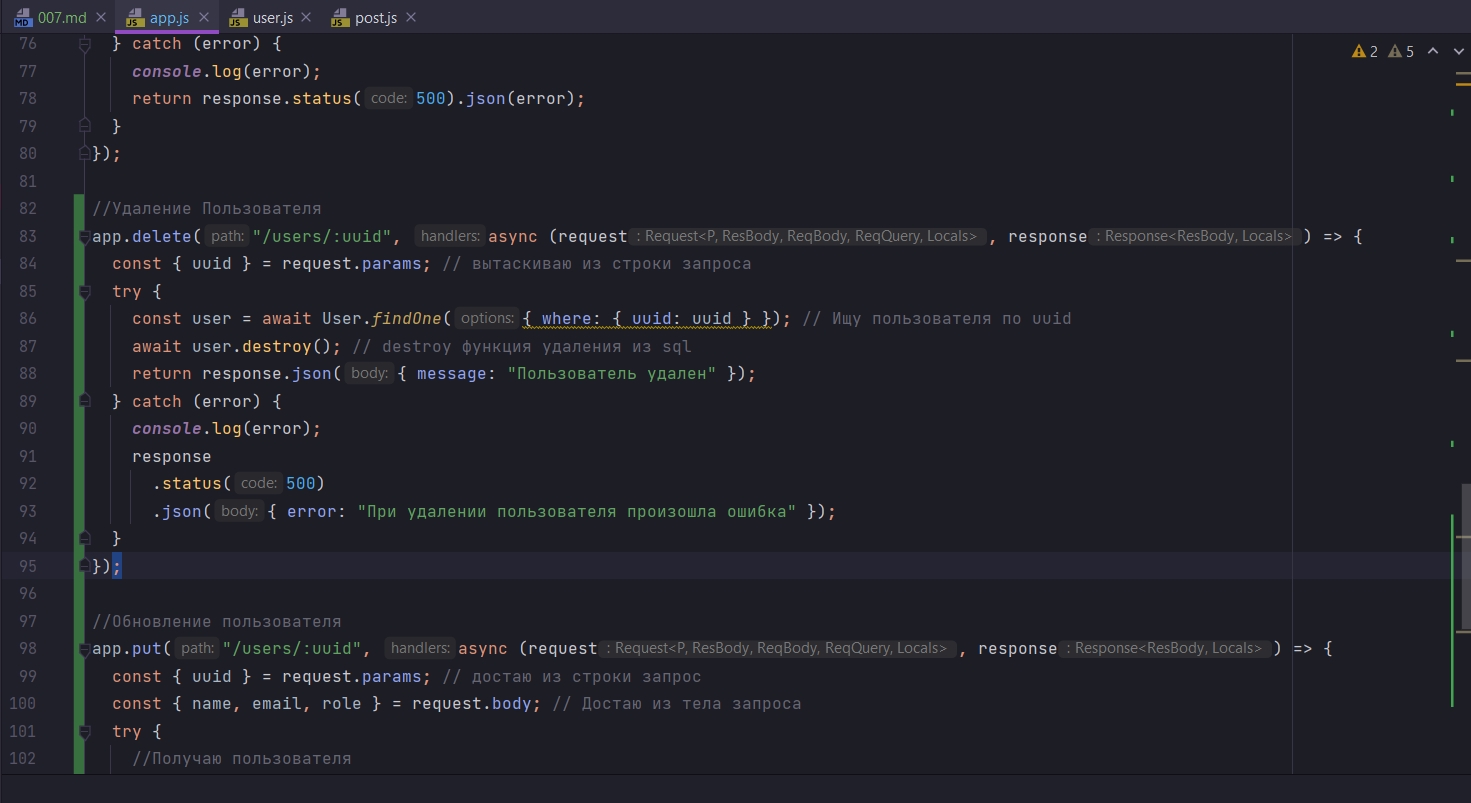 007.md
app.js
user.js
post.js
2 5
76 } catch (error) {
77 console.log(error);
78 return response.status( code: 500).json(error);
79 }
80 });
81
82 //Удаление Пользователя
83 app.delete( path: "/users/:uuid", handlers: async (request : Request<P, ResBody, ReqBody, ReqQuery, Locals> , response : Response<ResBody, Locals> ) => {
84 const { uuid } = request.params; // вытаскиваю из строки запроса
85 try {
86 const user = await User.findOne( options: { where: { uuid: uuid } }); // Ищу пользователя по uuid
87 await user.destroy(); // destroy функция удаления из sql
88 return response.json( body: { message: "Пользователь удален" });
89 } catch (error) {
90 console.log(error);
91 response
92 .status( code: 500)
93 .json( body: { error: "При удалении пользователя произошла ошибка" });
94 }
95 });
96
97 //Обновление пользователя
98 app.put( path: "/users/:uuid", handlers: async (request : Request<P, ResBody, ReqBody, ReqQuery, Locals> , response : Response<ResBody, Locals> ) => {
99 const { uuid } = request.params; // достаю из строки запрос
100 const { name, email, role } = request.body; // Достаю из тела запроса
101 try {
102 //Получаю пользователя